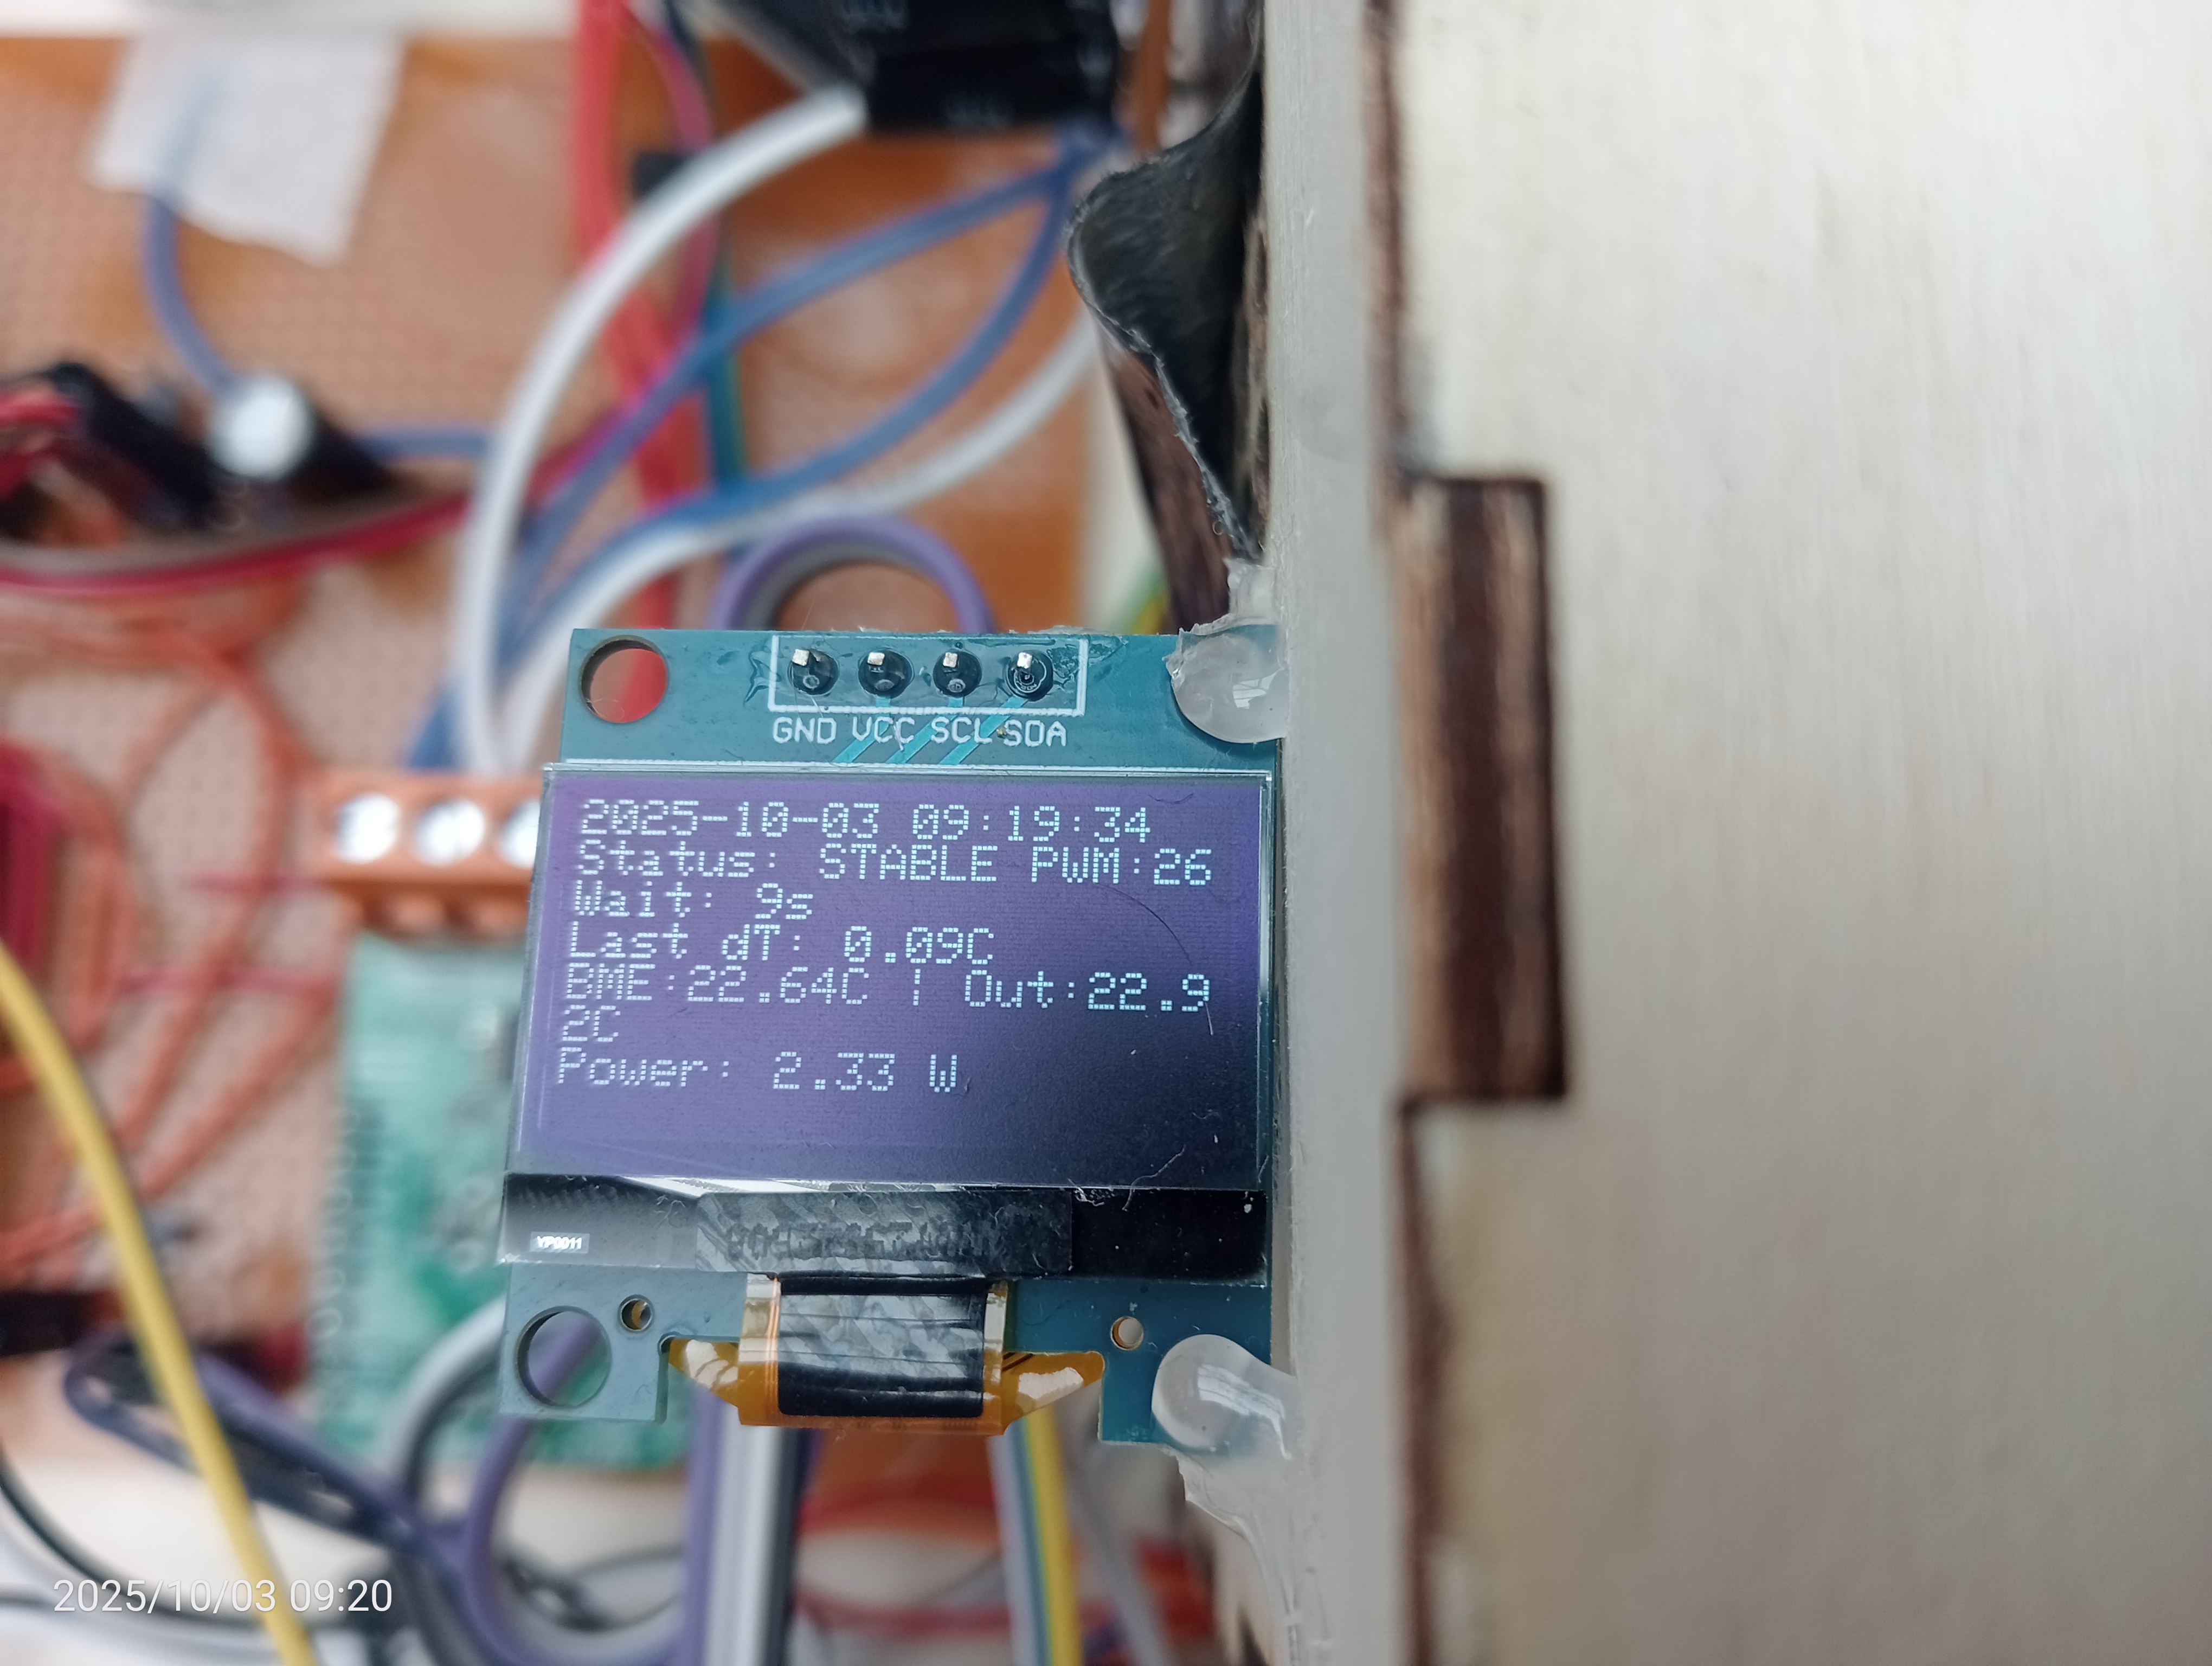 GND VCC SCL SDA
2025-10-03 09:19:34
Status: STABLE PWM:26
Wait: 9s
Last dT: 0.09C
BME:22.64C | Out:22.9
2C
Power: 2.33 W
YP0011
2025/10/03 09:20